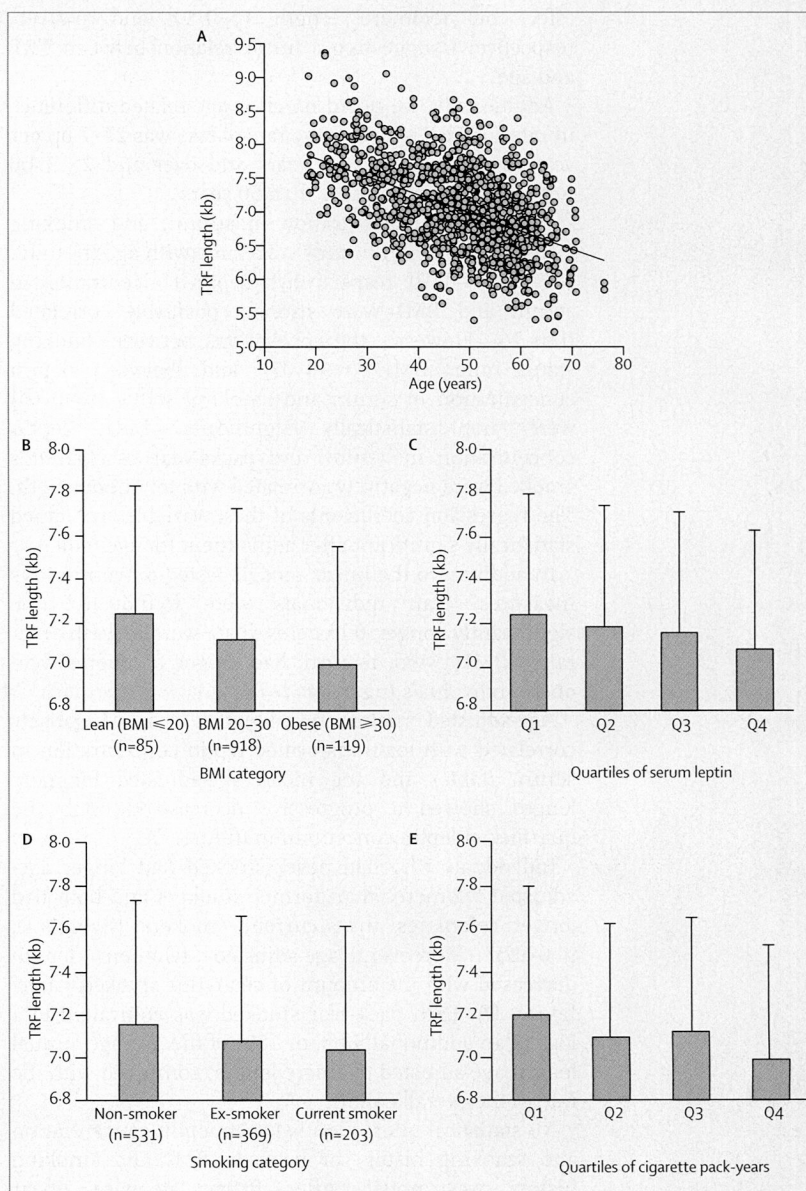 A
9·5
9·0
8·5
8·0
7·5
7·0
6·5
6·0
5·5
5·0
TRF length (kb)
10 20 30 40 50 60 70 80
Age (years)
B
8·0
7·8
7·6
7·4
7·2
7·0
6·8
TRF length (kb)
Lean (BMI ≤20) BMI 20–30 Obese (BMI ≥30)
(n=85) (n=918) (n=119)
BMI category
C
8·0
7·8
7·6
7·4
7·2
7·0
6·8
TRF length (kb)
Q1 Q2 Q3 Q4
Quartiles of serum leptin
D
8·0
7·8
7·6
7·4
7·2
7·0
6·8
TRF length (kb)
Non-smoker Ex-smoker Current smoker
(n=531) (n=369) (n=203)
Smoking category
E
8·0
7·8
7·6
7·4
7·2
7·0
6·8
TRF length (kb)
Q1 Q2 Q3 Q4
Quartiles of cigarette pack-years